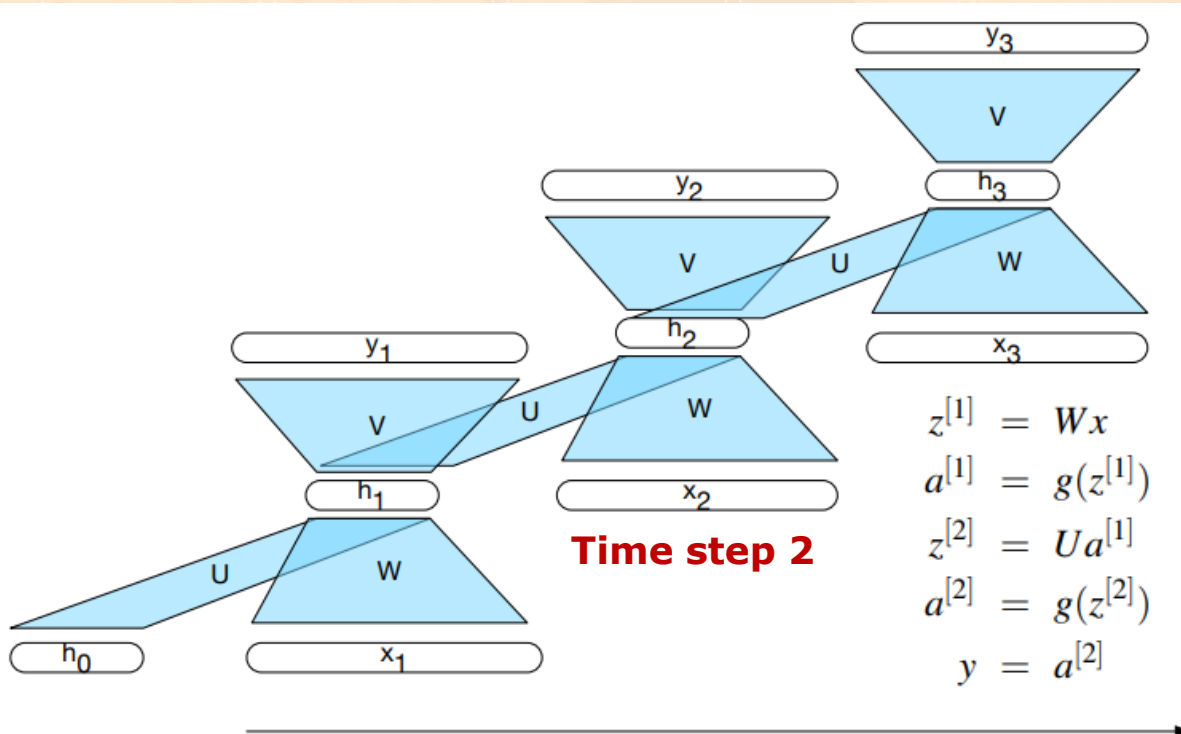 y3
V
h3
y2
V
U
W
h2
x3
y1
V
U
W
h1
x2
Time step 2
U
W
h0
x1
z^[1] = Wx
a^[1] = g(z^[1])
z^[2] = Ua^[1]
a^[2] = g(z^[2])
y = a^[2]